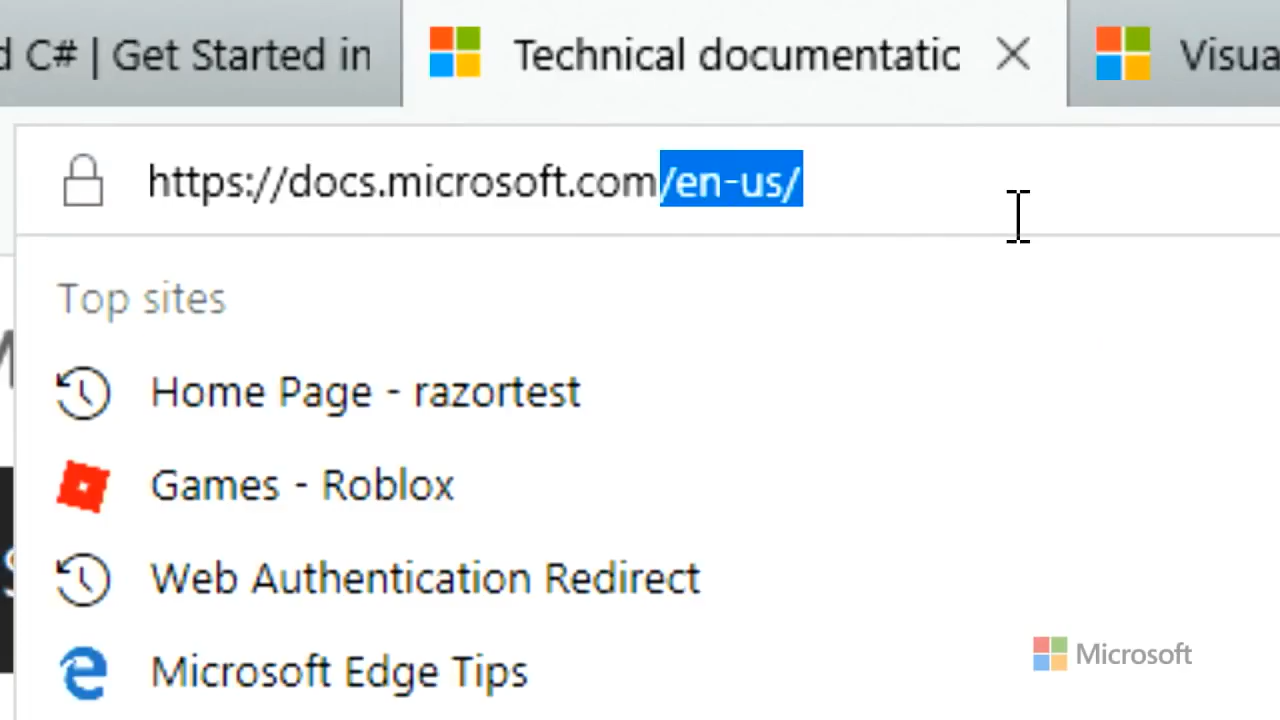 d C# | Get Started in
Technical documentatic
Visua
https://docs.microsoft.com/en-us/
Top sites
Home Page - razortest
Games - Roblox
Web Authentication Redirect
Microsoft Edge Tips
Microsoft